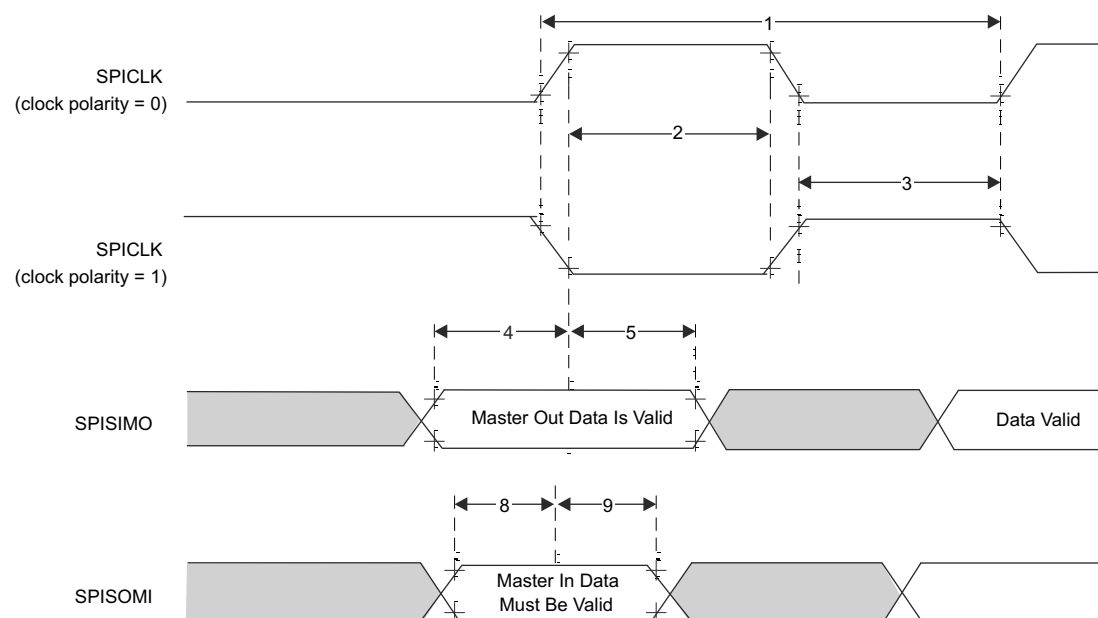 1
SPICLK
(clock polarity = 0)
2
3
SPICLK
(clock polarity = 1)
4
5
SPISIMO
Master Out Data Is Valid
Data Valid
8
9
SPISOMI
Master In Data
Must Be Valid